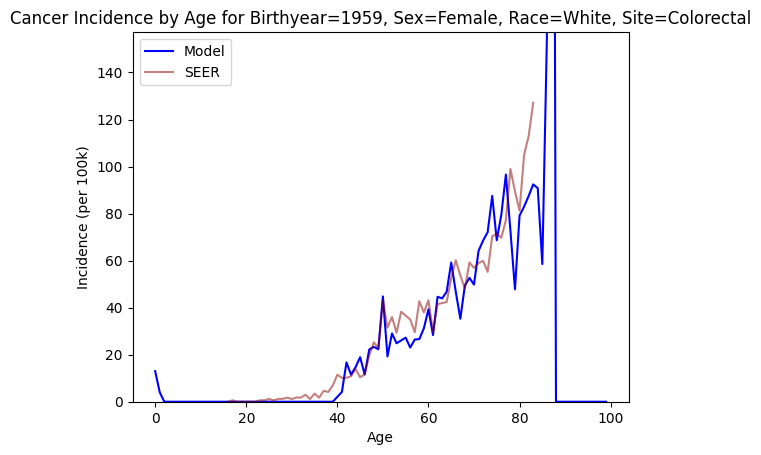 Cancer Incidence by Age for Birthyear=1959, Sex=Female, Race=White, Site=Colorectal
Model
SEER
Incidence (per 100k)
140
120
100
80
60
40
20
0
0 20 40 60 80 100
Age